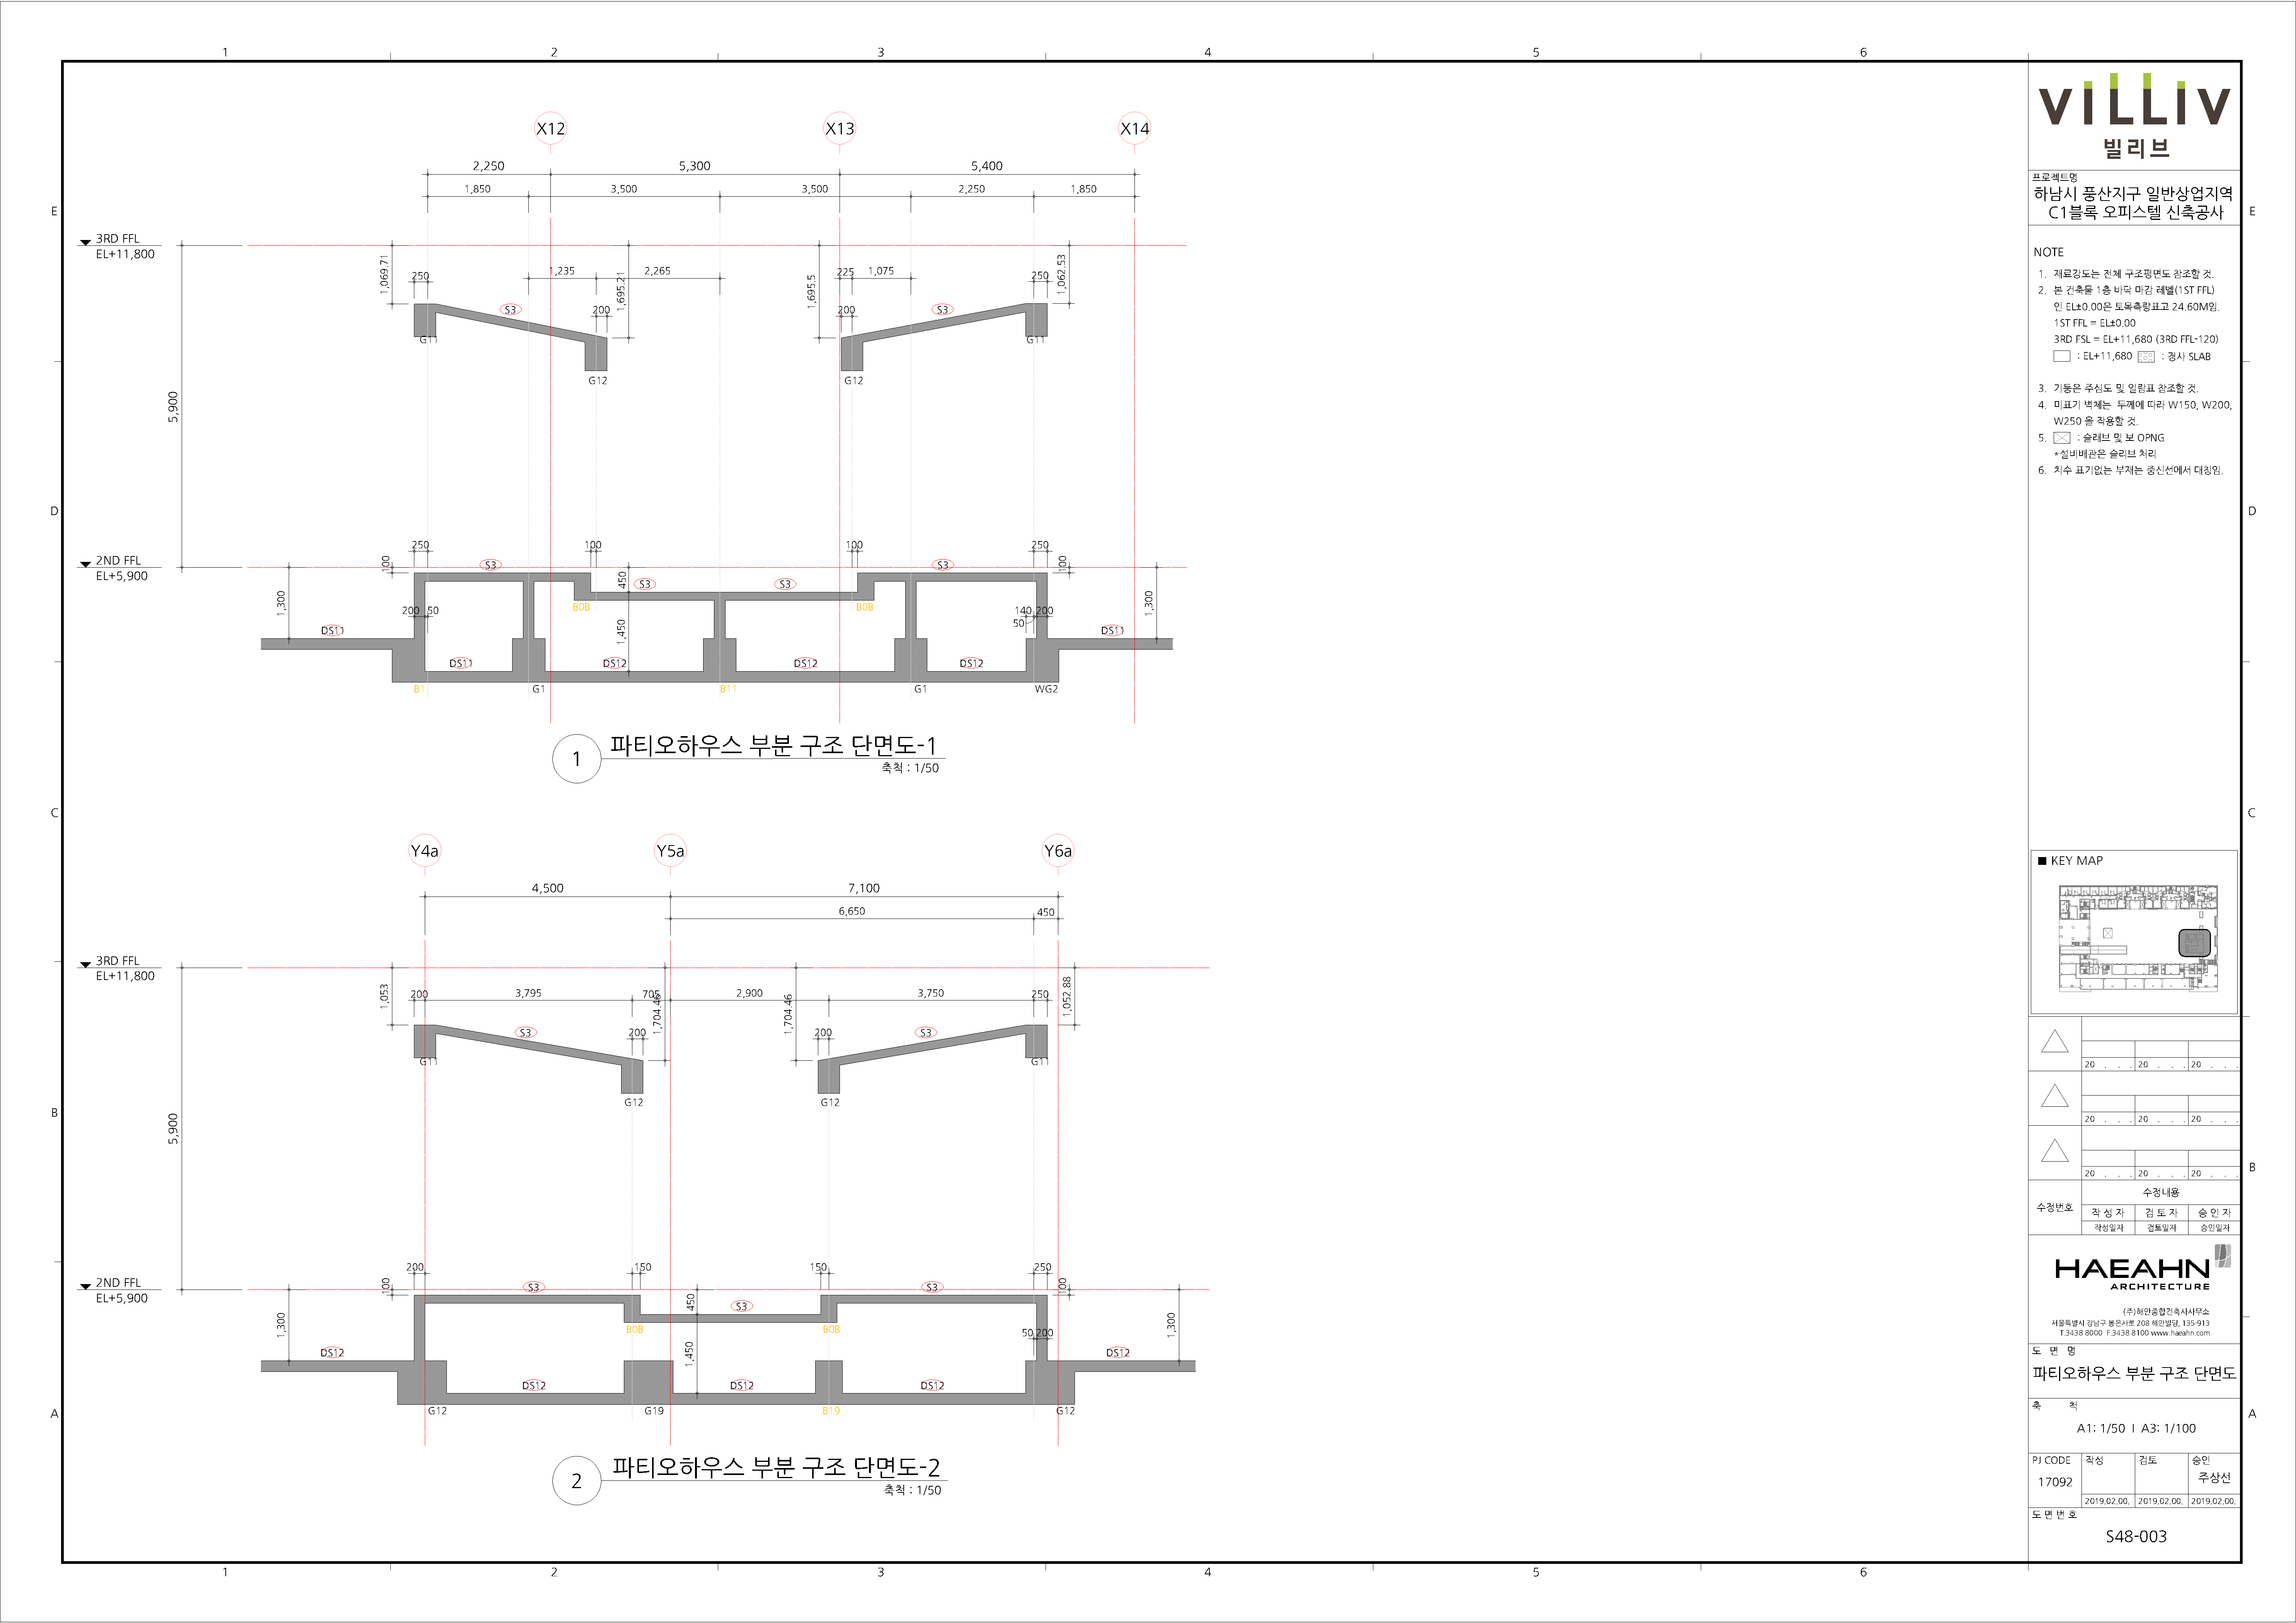 1 2 3 4 5 6
E
D
C
B
A
X12 X13 X14
2,250 5,300 5,400
1,850 3,500 3,500 2,250 1,850
3RD FFL
EL+11,800
1,069.71
250
1,235
1,695.21
2,265
1,695.5
225
1,075
250
1,062.53
S3
200
200
S3
G11
G11
G12
G12
5,900
2ND FFL
EL+5,900
250
100
100
100
250
100
S3
S3
S3
S3
450
1,300
B0B
B0B
1,300
200 50
1,450
140 200
50
DS11
DS11
DS11
DS12
DS12
DS12
G1
B11
G1
WG2
1
파티오하우스 부분 구조 단면도-1
축척 : 1/50
Y4a Y5a Y6a
4,500 7,100
6,650 450
3RD FFL
EL+11,800
1,053
200
3,795
705
1,704.46
1,704.46
2,900
3,750
250
1,052.88
S3
200
200
S3
G11
G11
G12
G12
5,900
2ND FFL
EL+5,900
200
100
150
150
250
100
S3
S3
S3
450
1,300
B0B
B0B
1,300
50 200
1,450
DS12
DS12
DS12
DS12
DS12
G12
G19
B19
G12
2
파티오하우스 부분 구조 단면도-2
축척 : 1/50
1 2 3 4 5 6
VILLIV
빌리브
프로젝트명
하남시 풍산지구 일반상업지역
C1블록 오피스텔 신축공사
NOTE
1. 재료강도는 전체 구조평면도 참조할 것.
2. 본 건축물 1층 바닥 마감 레벨(1ST FFL)
인 EL±0.00은 토목측량표고 24.60M임.
1ST FFL = EL±0.00
3RD FSL = EL+11,680 (3RD FFL-120)
: EL+11,680 : 경사 SLAB
3. 기둥은 주심도 및 일람표 참조할 것.
4. 미표기 벽체는 두께에 따라 W150, W200,
W250 을 적용할 것.
5. : 슬래브 및 보 OPNG
*설비배관은 슬리브 처리
6. 치수 표기없는 부재는 중신선에서 대칭임.
E
D
C
B
A
■ KEY MAP
20 . . . 20 . . . 20 . . .
20 . . . 20 . . . 20 . . .
20 . . . 20 . . . 20 . . .
수정번호
수정내용
작 성 자 검 토 자 승 인 자
작성일자 검토일자 승인일자
HAEAHN
ARCHITECTURE
(주)해안종합건축사사무소
서울특별시 강남구 봉은사로 208 해안빌딩, 135-913
T.3438 8000 F.3438 8100 www.haeahn.com
도 면 명
파티오하우스 부분 구조 단면도
축 척
A1: 1/50 I A3: 1/100
PJ CODE 작성 검토 승인
17092 주상선
2019.02.00. 2019.02.00. 2019.02.00.
도 면 번 호
S48-003